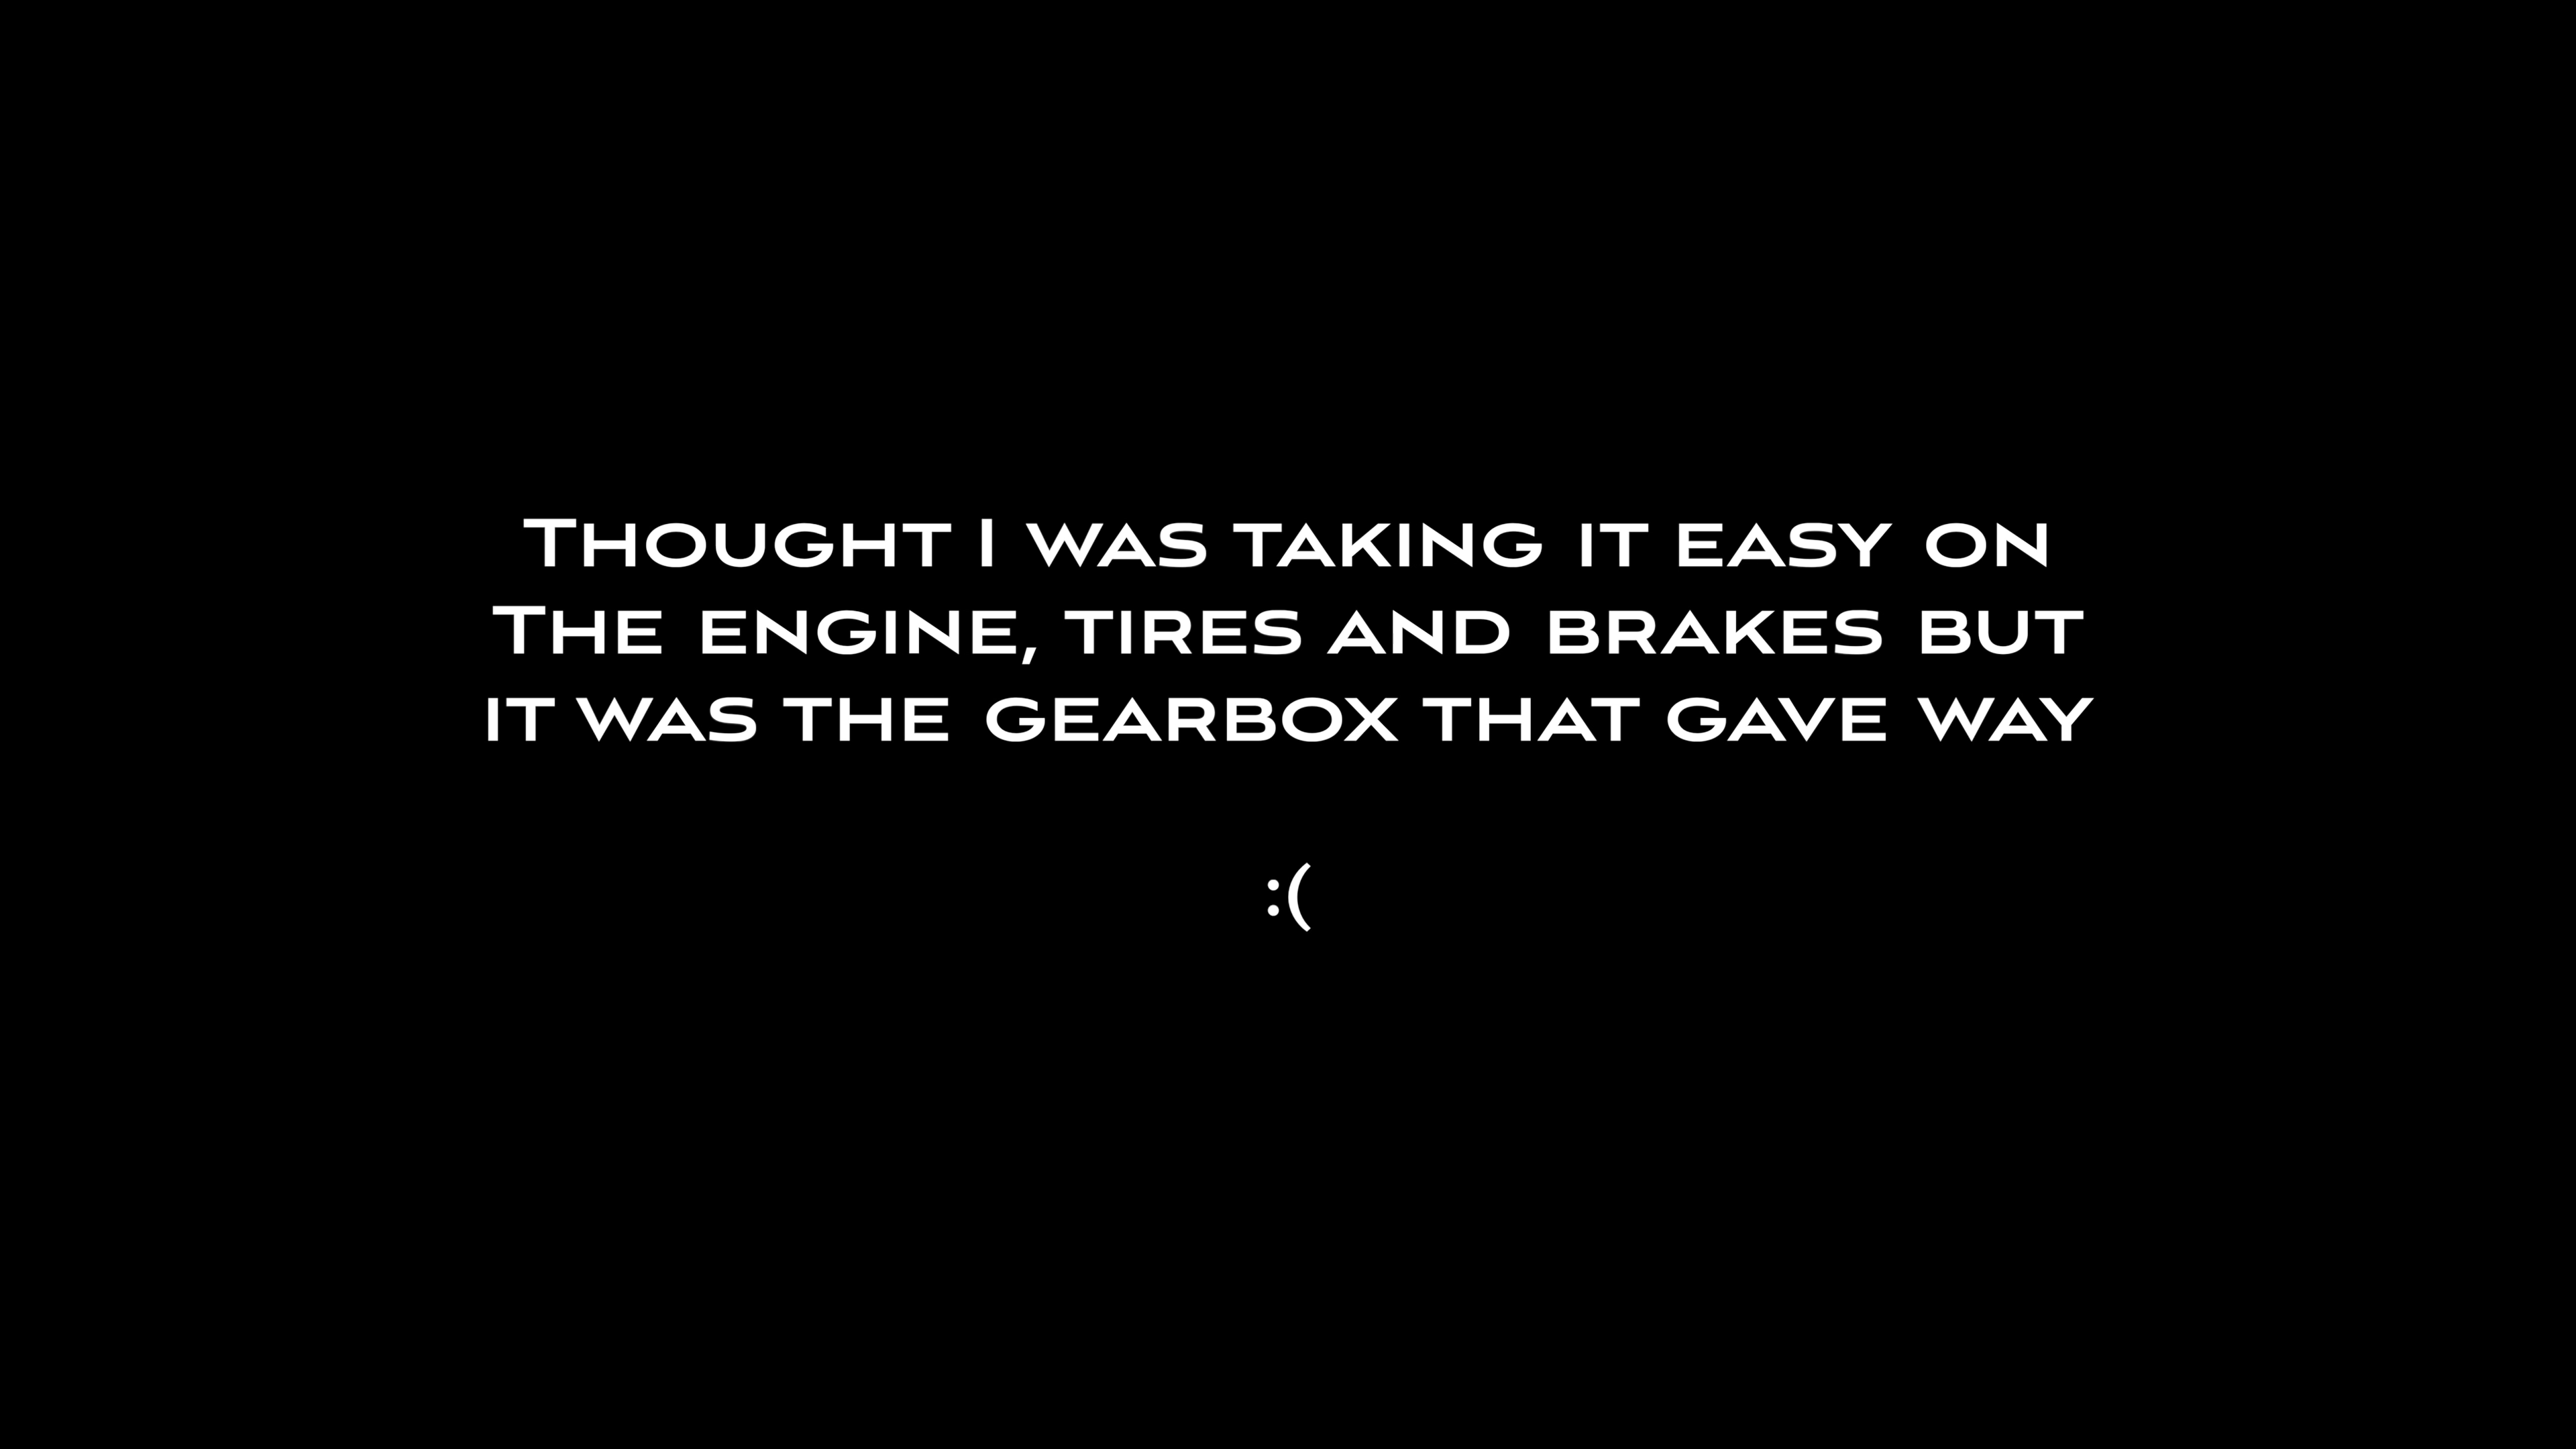 Thought I was taking it easy on
The engine, tires and brakes but
it was the gearbox that gave way
:(